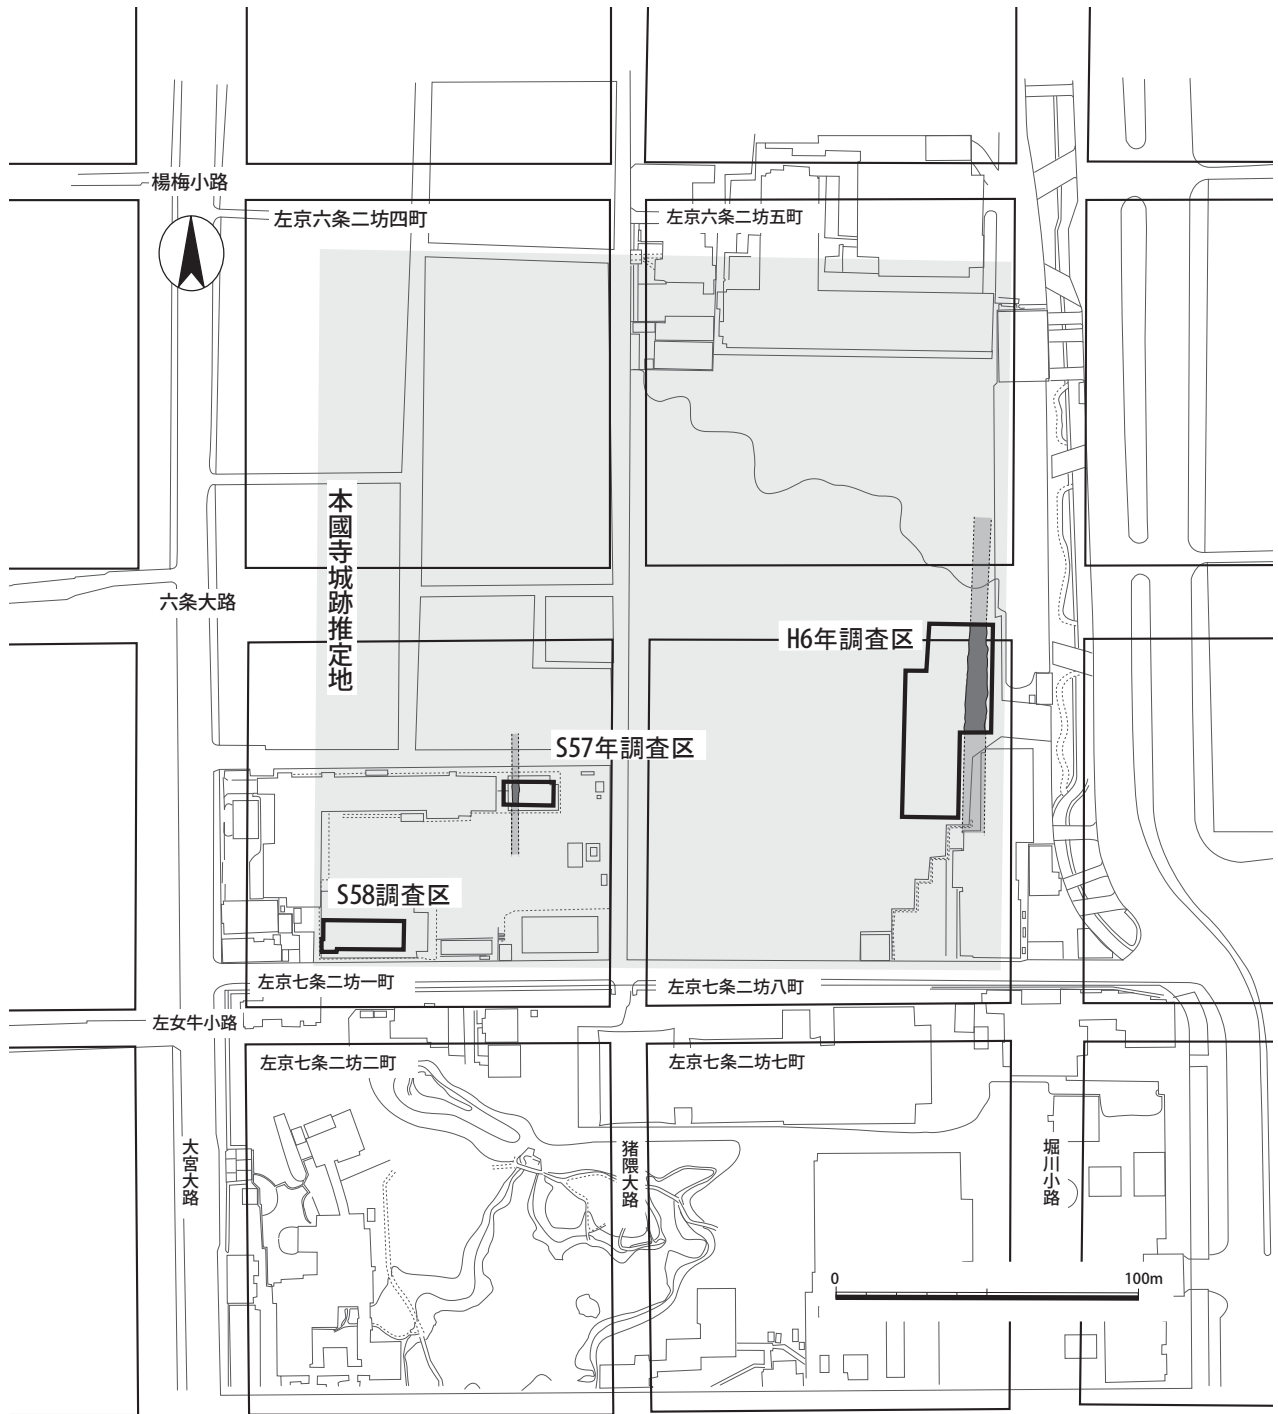 楊梅小路
左京六条二坊四町
左京六条二坊五町
本國寺城跡推定地
六条大路
H6年調査区
S57年調査区
S58調査区
左京七条二坊一町
左京七条二坊八町
左女牛小路
左京七条二坊二町
左京七条二坊七町
大宮大路
猪隈大路
堀川小路
0
100m